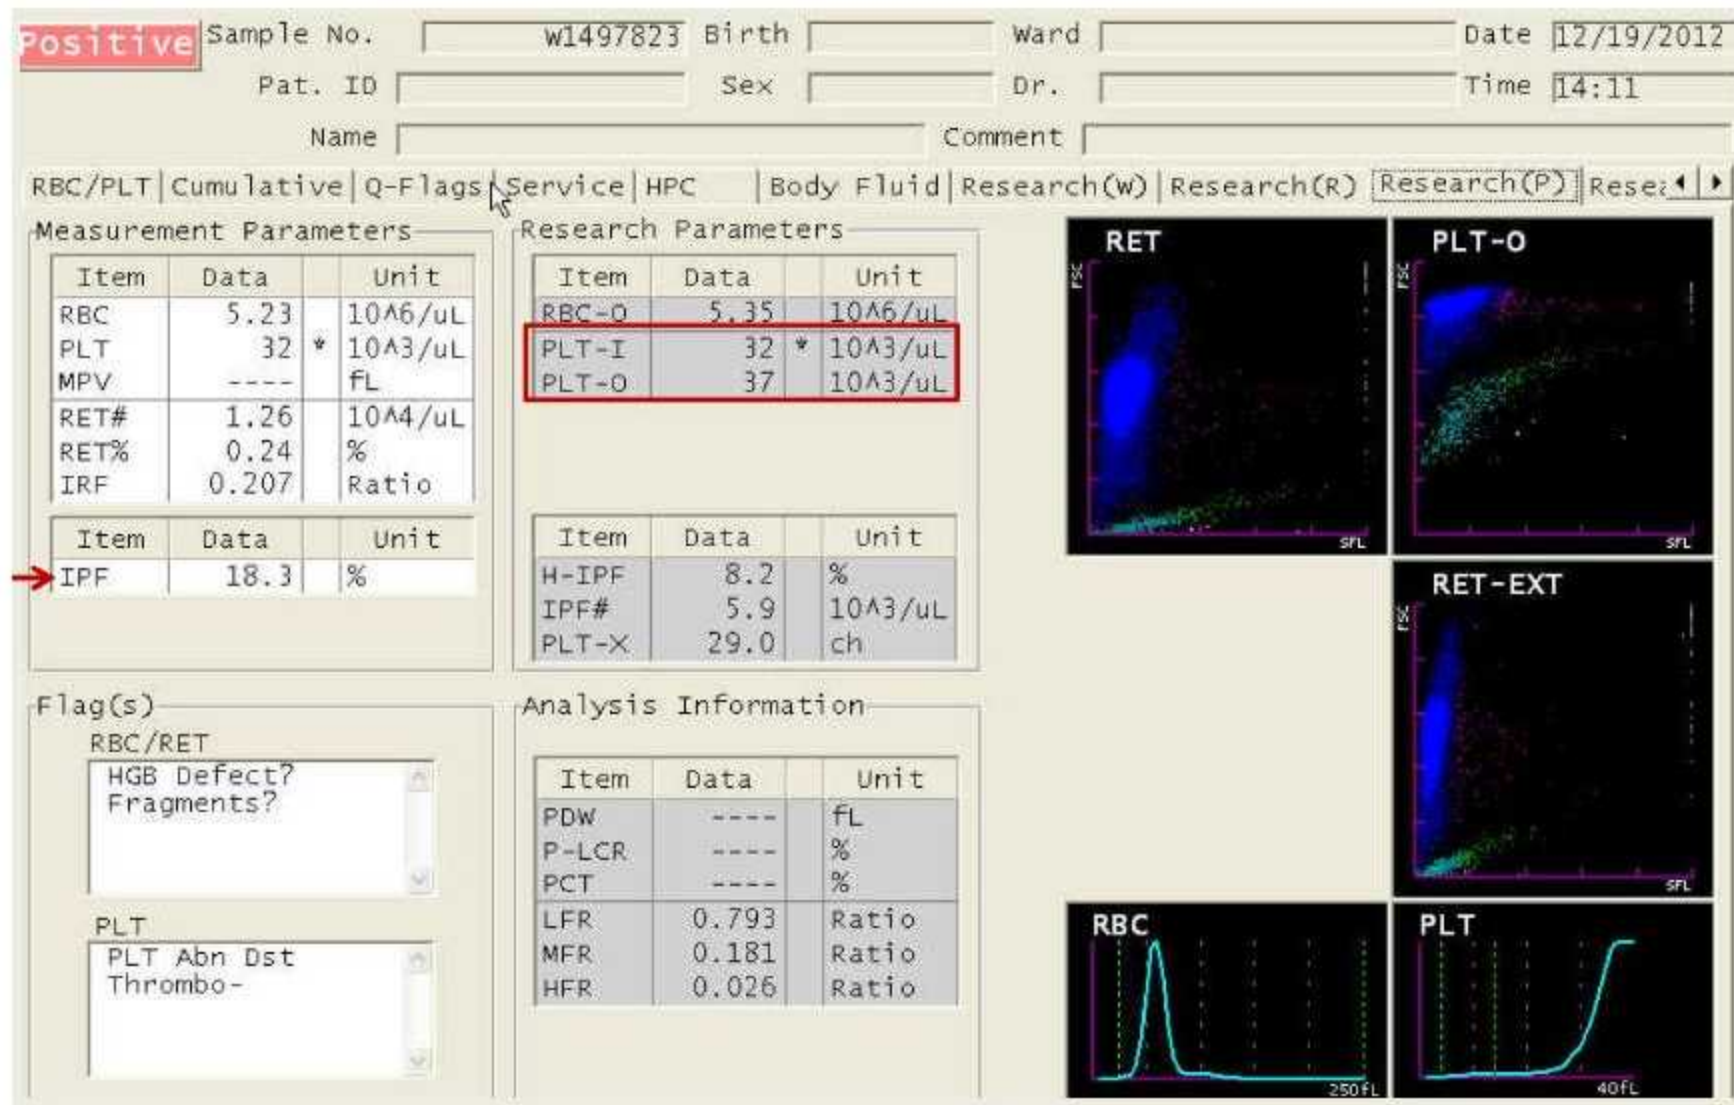 Positive Sample No. W1497823 Birth Ward Date 12/19/2012
Pat. ID Sex Dr. Time 14:11
Name Comment
RBC/PLT Cumulative Q-Flags Service HPC Body Fluid Research(W) Research(R) Research(P)
Measurement Parameters
Item Data Unit
RBC 5.23 10^6/uL
PLT 32 * 10^3/uL
MPV ---- fL
RET# 1.26 10^4/uL
RET% 0.24 %
IRF 0.207 Ratio
Item Data Unit
IPF 18.3 %
Research Parameters
Item Data Unit
RBC-O 5.35 10^6/uL
PLT-I 32 * 10^3/uL
PLT-O 37 10^3/uL
Item Data Unit
H-IPF 8.2 %
IPF# 5.9 10^3/uL
PLT-X 29.0 ch
Flag(s)
RBC/RET
HGB Defect?
Fragments?
PLT
PLT Abn Dst
Thrombo-
Analysis Information
Item Data Unit
PDW ---- fL
P-LCR ---- %
PCT ---- %
LFR 0.793 Ratio
MFR 0.181 Ratio
HFR 0.026 Ratio
RET
FSC
SFL
PLT-O
SFL
RET-EXT
FSC
SFL
RBC
250fL
PLT
40fL